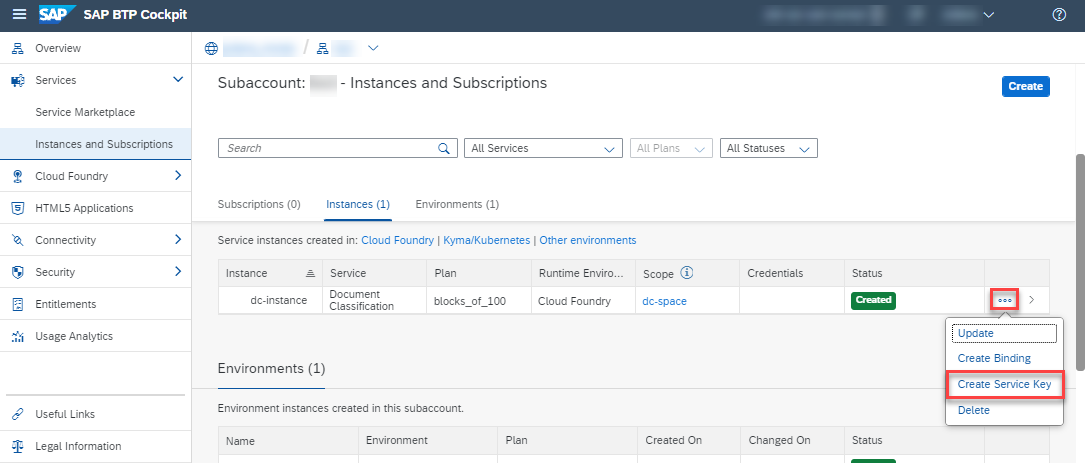 SAP SAP BTP Cockpit
Overview
Services
Service Marketplace
Instances and Subscriptions
Cloud Foundry
HTML5 Applications
Connectivity
Security
Entitlements
Usage Analytics
Useful Links
Legal Information
/
Subaccount: - Instances and Subscriptions
Create
Search
All Services
All Plans
All Statuses
Subscriptions (0) Instances (1) Environments (1)
Service instances created in: Cloud Foundry | Kyma/Kubernetes | Other environments
Instance Service Plan Runtime Enviro... Scope Credentials Status
dc-instance Document Classification blocks_of_100 Cloud Foundry dc-space Created
Update
Create Binding
Create Service Key
Delete
Environments (1)
Environment instances created in this subaccount.
Name Environment Plan Created On Changed On Status